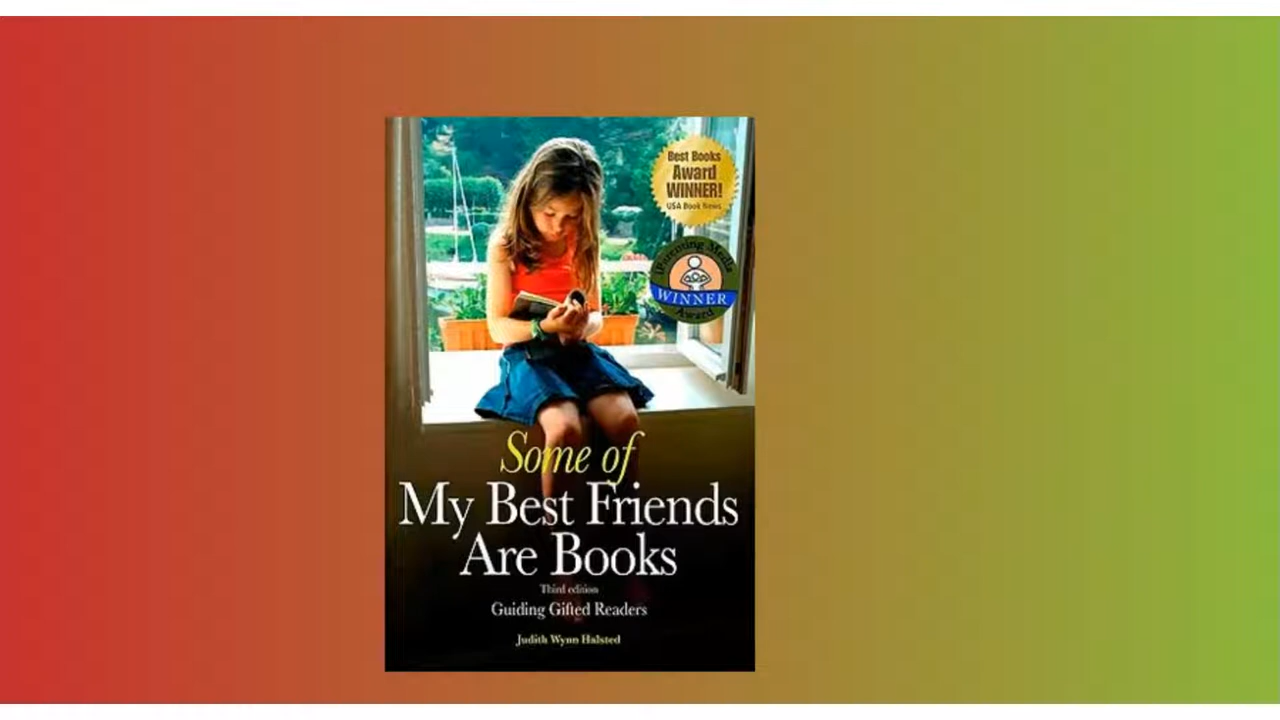 Best Books
Award
WINNER!
USA Book News
iParenting Media
WINNER
Award
Some of
My Best Friends
Are Books
Third edition
Guiding Gifted Readers
Judith Wynn Halsted